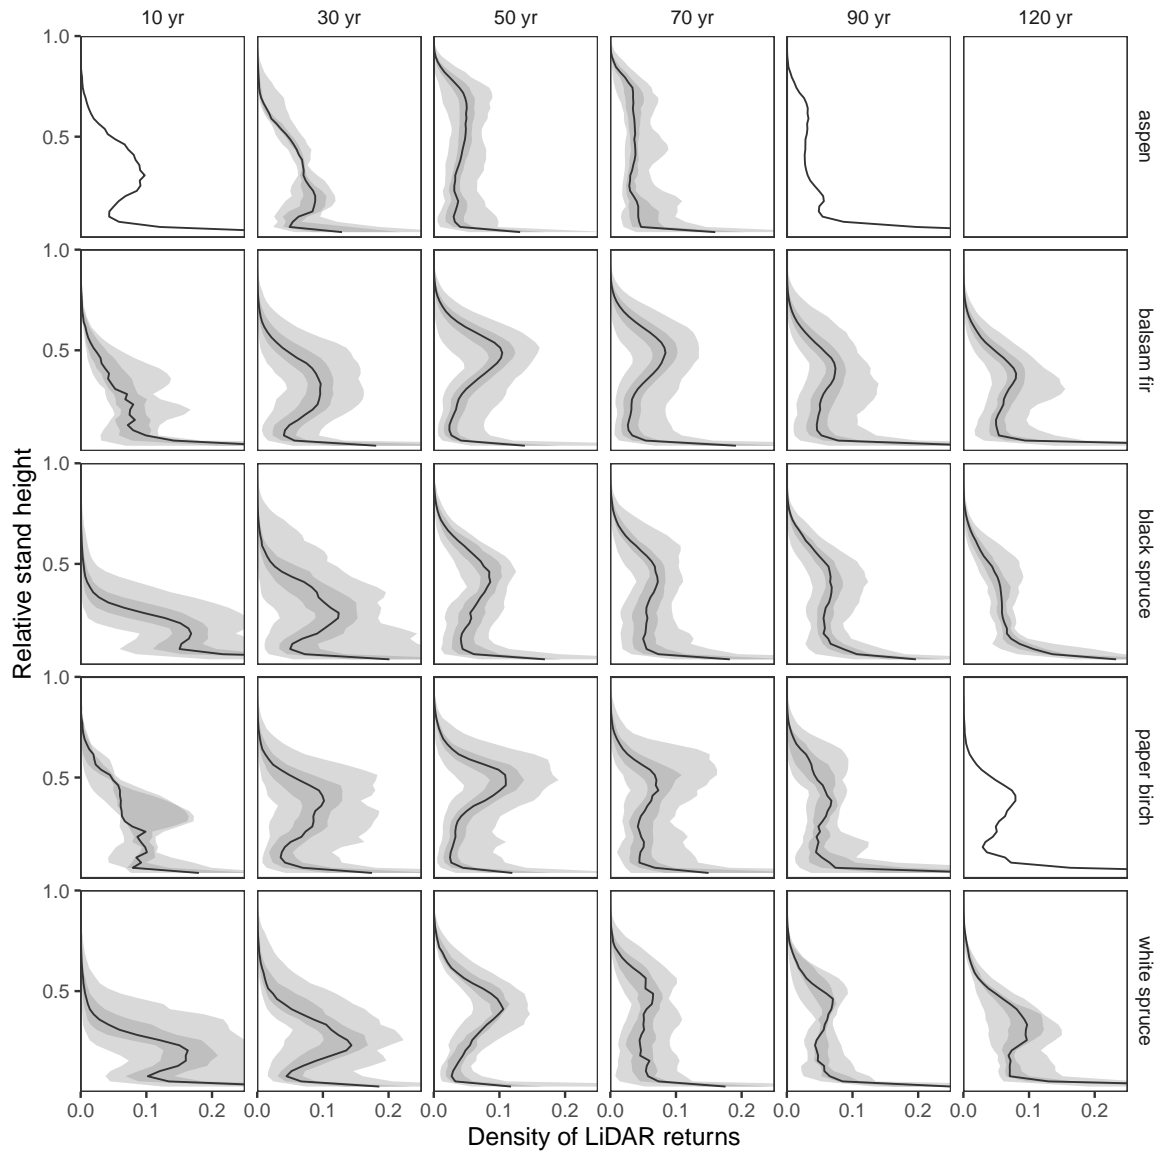 10 yr 30 yr 50 yr 70 yr 90 yr 120 yr
1.0
0.5
aspen
1.0
0.5
balsam fir
1.0
0.5
black spruce
1.0
0.5
paper birch
1.0
0.5
white spruce
Relative stand height
0.0 0.1 0.2 0.0 0.1 0.2 0.0 0.1 0.2 0.0 0.1 0.2 0.0 0.1 0.2 0.0 0.1 0.2
Density of LiDAR returns